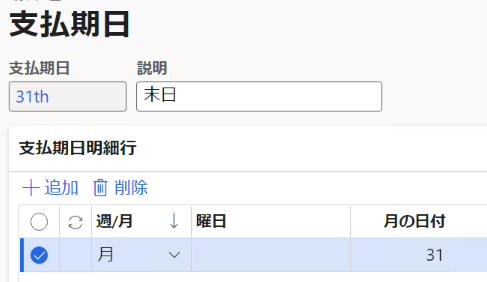 支払期日
支払期日 説明
31th 末日
支払期日明細行
追加 削除
週/月 曜日 月の日付
月 31